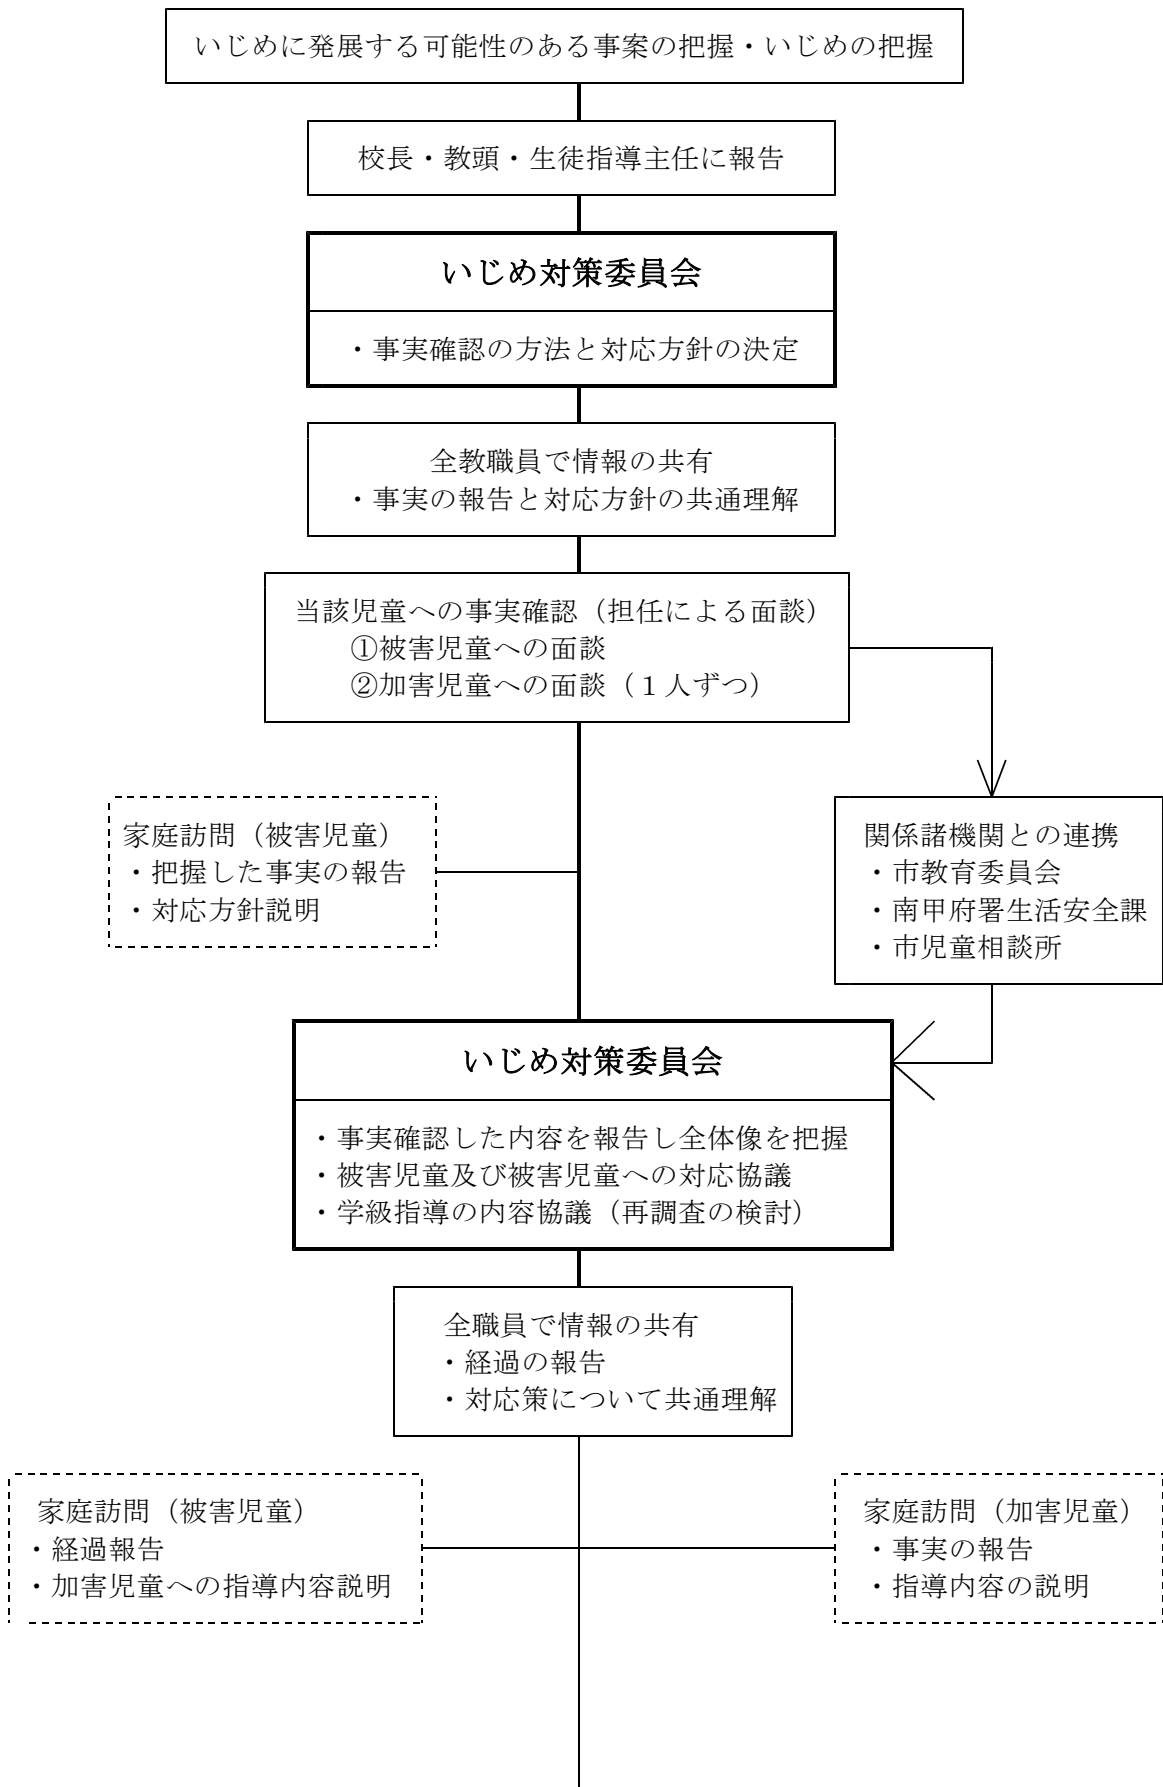 いじめに発展する可能性のある事案の把握・いじめの把握
校長・教頭・生徒指導主任に報告
いじめ対策委員会
・事実確認の方法と対応方針の決定
全教職員で情報の共有
・事実の報告と対応方針の共通理解
当該児童への事実確認（担任による面談）
①被害児童への面談
②加害児童への面談（１人ずつ）
家庭訪問（被害児童）
・把握した事実の報告
・対応方針説明
関係諸機関との連携
・市教育委員会
・南甲府署生活安全課
・市児童相談所
いじめ対策委員会
・事実確認した内容を報告し全体像を把握
・被害児童及び被害児童への対応協議
・学級指導の内容協議（再調査の検討）
全職員で情報の共有
・経過の報告
・対応策について共通理解
家庭訪問（被害児童）
・経過報告
・加害児童への指導内容説明
家庭訪問（加害児童）
・事実の報告
・指導内容の説明